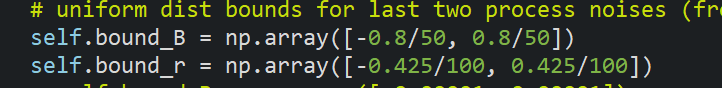 # uniform dist bounds for last two process noises
self.bound_B = np.array([-0.8/50, 0.8/50])
self.bound_r = np.array([-0.425/100, 0.425/100])